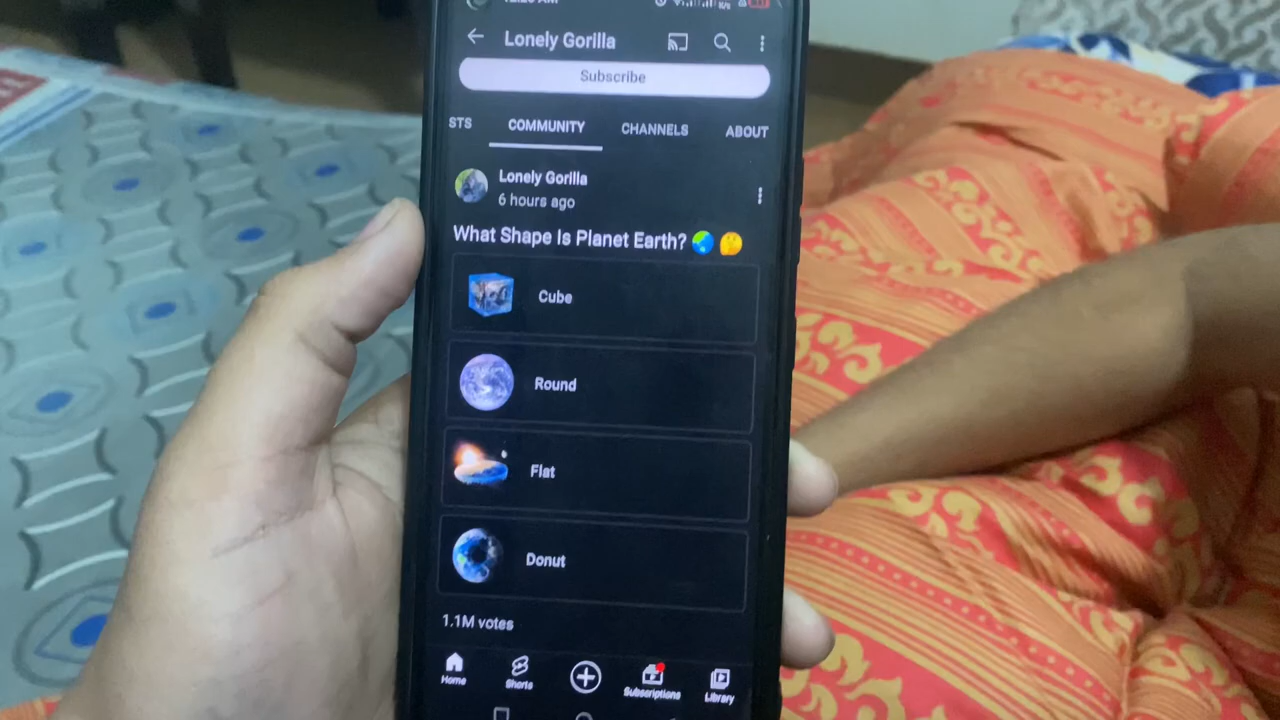 Lonely Gorilla
Subscribe
STS COMMUNITY CHANNELS ABOUT
Lonely Gorilla
6 hours ago
What Shape Is Planet Earth? 🌏 🤔
Cube
Round
Flat
Donut
1.1M votes
Home Shorts Subscriptions Library